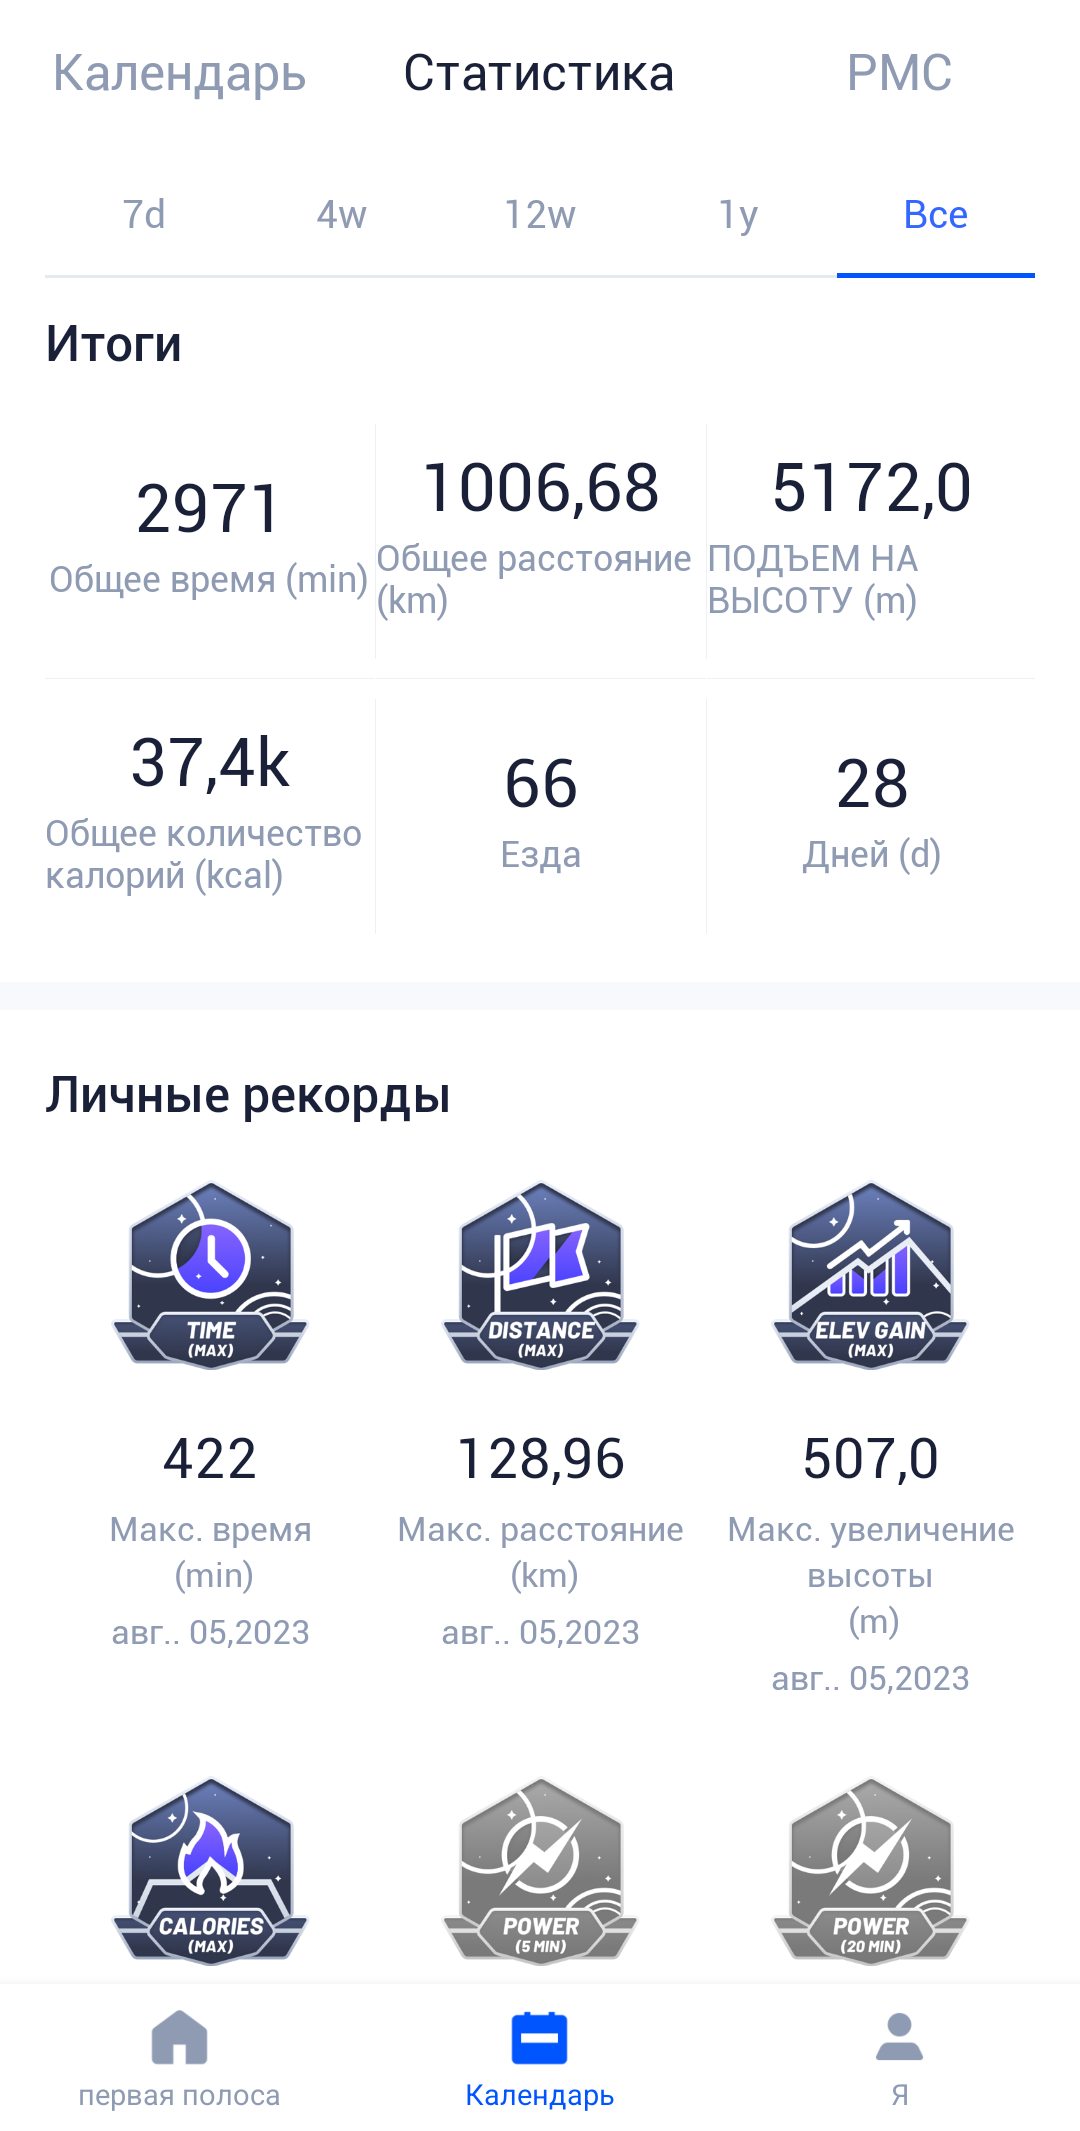 Календарь Статистика PMC
7d 4w 12w 1y Все
Итоги
2971 1006,68 5172,0
Общее время (min) Общее расстояние (km) ПОДЪЕМ НА ВЫСОТУ (m)
37,4k 66 28
Общее количество калорий (kcal) Езда Дней (d)
Личные рекорды
TIME (MAX) DISTANCE (MAX) ELEV GAIN (MAX)
422 128,96 507,0
Макс. время (min) Макс. расстояние (km) Макс. увеличение высоты (m)
авг.. 05,2023 авг.. 05,2023 авг.. 05,2023
CALORIES (MAX) POWER (5 MIN) POWER (20 MIN)
первая полоса Календарь Я